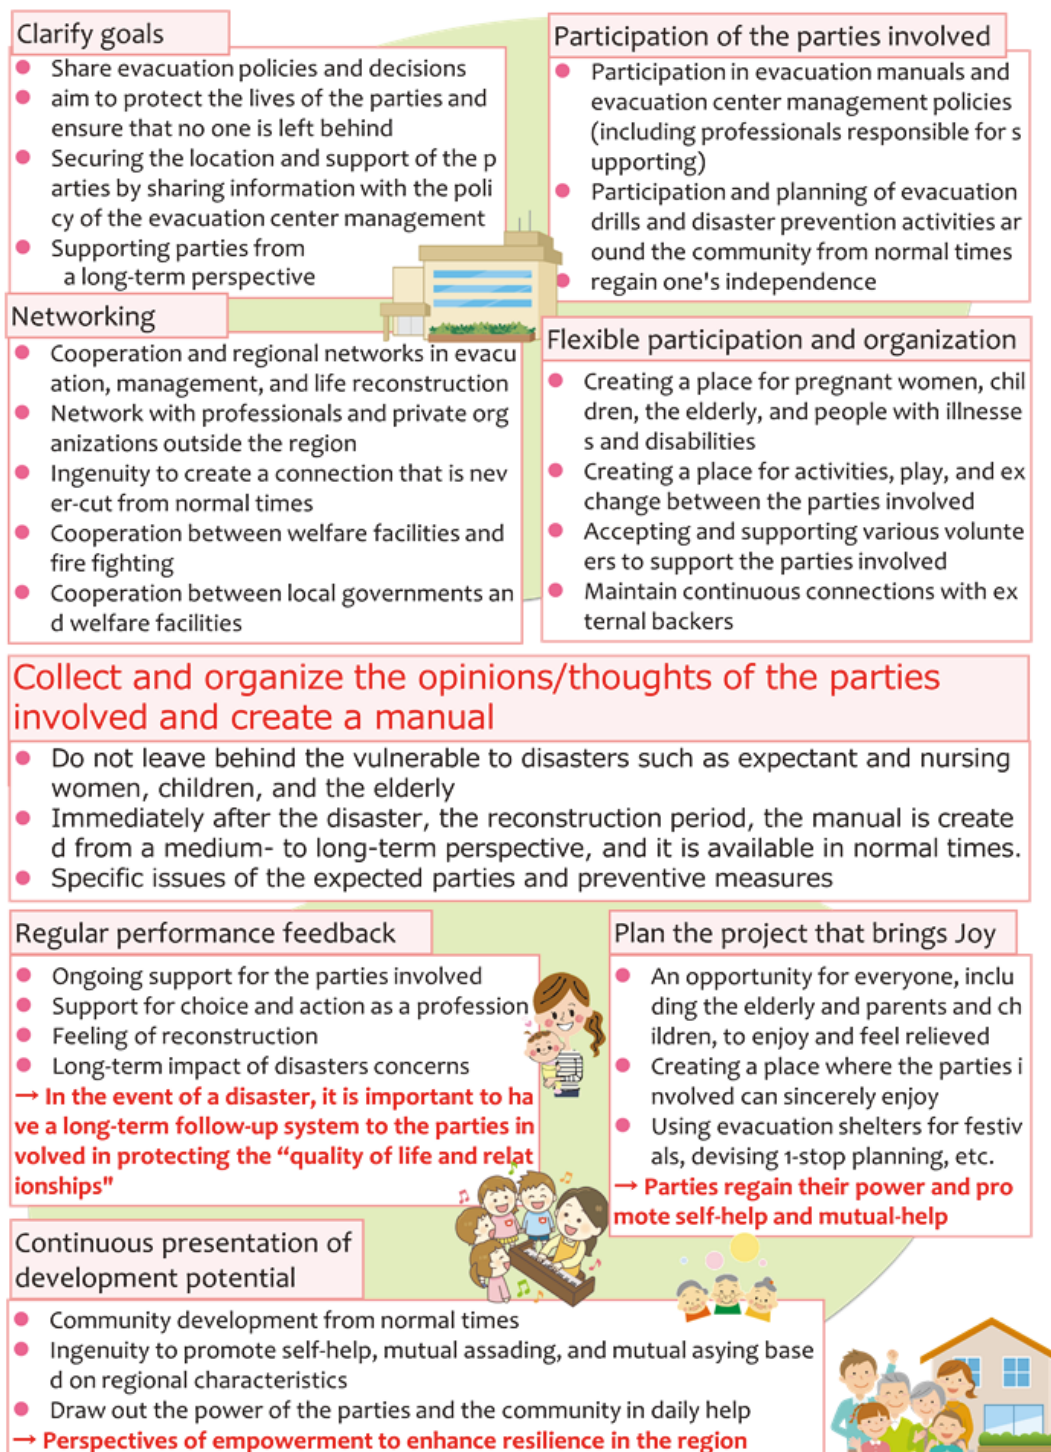 Clarify goals
Share evacuation policies and decisions
aim to protect the lives of the parties and
ensure that no one is left behind
Securing the location and support of the p
arties by sharing information with the poli
cy of the evacuation center management
Supporting parties from
a long-term perspective
Participation of the parties involved
Participation in evacuation manuals and
evacuation center management policies
(including professionals responsible for s
upporting)
Participation and planning of evacuation
drills and disaster prevention activities ar
ound the community from normal times
regain one's independence
Networking
Cooperation and regional networks in evacu
ation, management, and life reconstruction
Network with professionals and private org
anizations outside the region
Ingenuity to create a connection that is nev
er-cut from normal times
Cooperation between welfare facilities and
fire fighting
Cooperation between local governments an
d welfare facilities
Flexible participation and organization
Creating a place for pregnant women, chil
dren, the elderly, and people with illnesse
s and disabilities
Creating a place for activities, play, and ex
change between the parties involved
Accepting and supporting various volunte
ers to support the parties involved
Maintain continuous connections with ex
ternal backers
Collect and organize the opinions/thoughts of the parties
involved and create a manual
Do not leave behind the vulnerable to disasters such as expectant and nursing
women, children, and the elderly
Immediately after the disaster, the reconstruction period, the manual is create
d from a medium- to long-term perspective, and it is available in normal times.
Specific issues of the expected parties and preventive measures
Regular performance feedback
Ongoing support for the parties involved
Support for choice and action as a profession
Feeling of reconstruction
Long-term impact of disasters concerns
→ In the event of a disaster, it is important to ha
ve a long-term follow-up system to the parties in
volved in protecting the “quality of life and relat
ionships"
Plan the project that brings Joy
An opportunity for everyone, inclu
ding the elderly and parents and ch
ildren, to enjoy and feel relieved
Creating a place where the parties i
nvolved can sincerely enjoy
Using evacuation shelters for festiv
als, devising 1-stop planning, etc.
→ Parties regain their power and pro
mote self-help and mutual-help
Continuous presentation of
development potential
Community development from normal times
Ingenuity to promote self-help, mutual assading, and mutual asying base
d on regional characteristics
Draw out the power of the parties and the community in daily help
→ Perspectives of empowerment to enhance resilience in the region